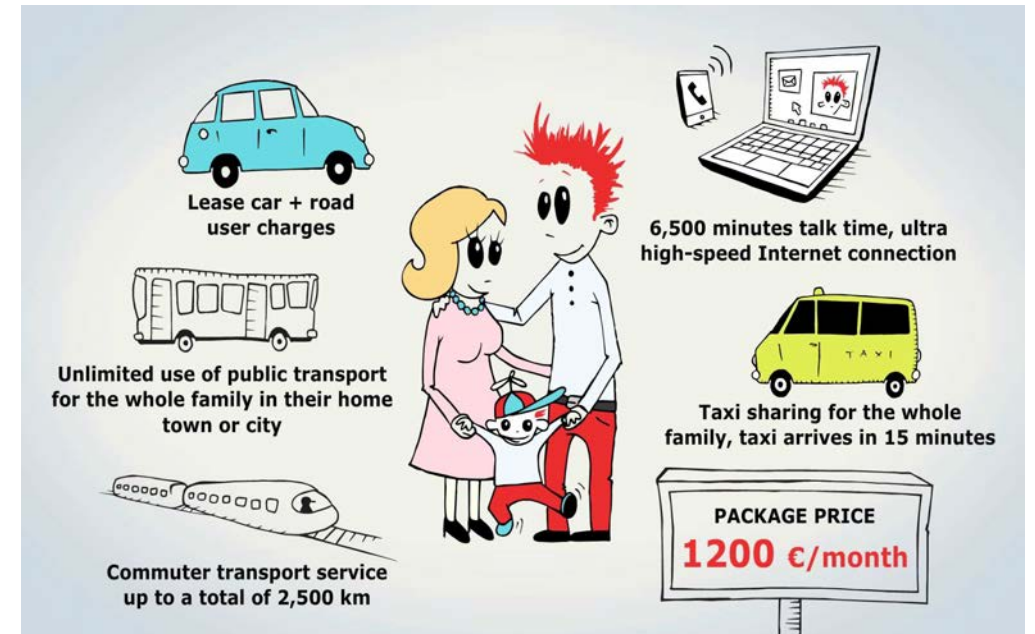 Lease car + road
user charges
Unlimited use of public transport
for the whole family in their home
town or city
Commuter transport service
up to a total of 2,500 km
6,500 minutes talk time, ultra
high-speed Internet connection
TAXI
Taxi sharing for the whole
family, taxi arrives in 15 minutes
PACKAGE PRICE
1200 €/month